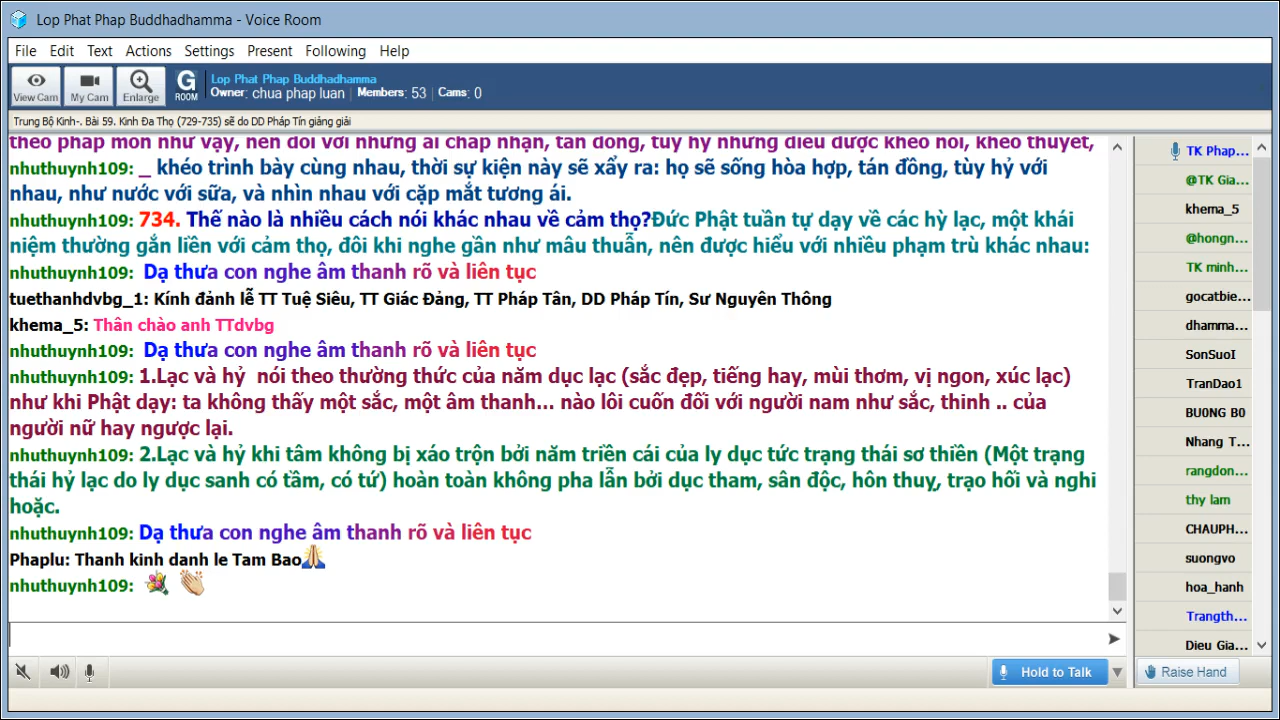 Lop Phat Phap Buddhadhamma - Voice Room
File Edit Text Actions Settings Present Following Help
View Cam My Cam Enlarge G ROOM
Lop Phat Phap Buddhadhamma
Owner: chua phap luan | Members: 53 | Cams: 0
Trung Bộ Kinh-. Bài 59. Kinh Đa Thọ (729-735) sẽ do DD Pháp Tín giảng giải
theo pháp môn như vậy, nên đối với những ai chấp nhận, tán đồng, tùy hỷ những điều được khéo nói, khéo thuyết,
nhuthuynh109: _ khéo trình bày cùng nhau, thời sự kiện này sẽ xẩy ra: họ sẽ sống hòa hợp, tán đồng, tùy hỷ với
nhau, như nước với sữa, và nhìn nhau với cặp mắt tương ái.
nhuthuynh109: 734. Thế nào là nhiều cách nói khác nhau về cảm thọ?Đức Phật tuần tự dạy về các hỷ lạc, một khái
niệm thường gắn liền với cảm thọ, đôi khi nghe gần như mâu thuẫn, nên được hiểu với nhiều phạm trù khác nhau:
nhuthuynh109: Dạ thưa con nghe âm thanh rõ và liên tục
tuethanhdvbg_1: Kính đảnh lễ TT Tuệ Siêu, TT Giác Đảng, TT Pháp Tân, DD Pháp Tín, Sư Nguyên Thông
khema_5: Thân chào anh TTdvbg
nhuthuynh109: Dạ thưa con nghe âm thanh rõ và liên tục
nhuthuynh109: 1.Lạc và hỷ nói theo thường thức của năm dục lạc (sắc đẹp, tiếng hay, mùi thơm, vị ngon, xúc lạc)
như khi Phật dạy: ta không thấy một sắc, một âm thanh... nào lôi cuốn đối với người nam như sắc, thinh .. của
người nữ hay ngược lại.
nhuthuynh109: 2.Lạc và hỷ khi tâm không bị xáo trộn bởi năm triền cái của ly dục tức trạng thái sơ thiền (Một trạng
thái hỷ lạc do ly dục sanh có tầm, có tứ) hoàn toàn không pha lẫn bởi dục tham, sân độc, hôn thuỵ, trạo hối và nghi
hoặc.
nhuthuynh109: Dạ thưa con nghe âm thanh rõ và liên tục
Phaplu: Thanh kinh danh le Tam Bao
nhuthuynh109:
TK Phap...
@TK Gia...
khema_5
@hongn...
TK minh...
gocatbie...
dhamma...
SonSuoI
TranDao1
BU0NG B0
Nhang T...
rangdon...
thy lam
CHAUPH...
suongvo
hoa_hanh
Trangth...
Dieu Gia...
Hold to Talk
Raise Hand